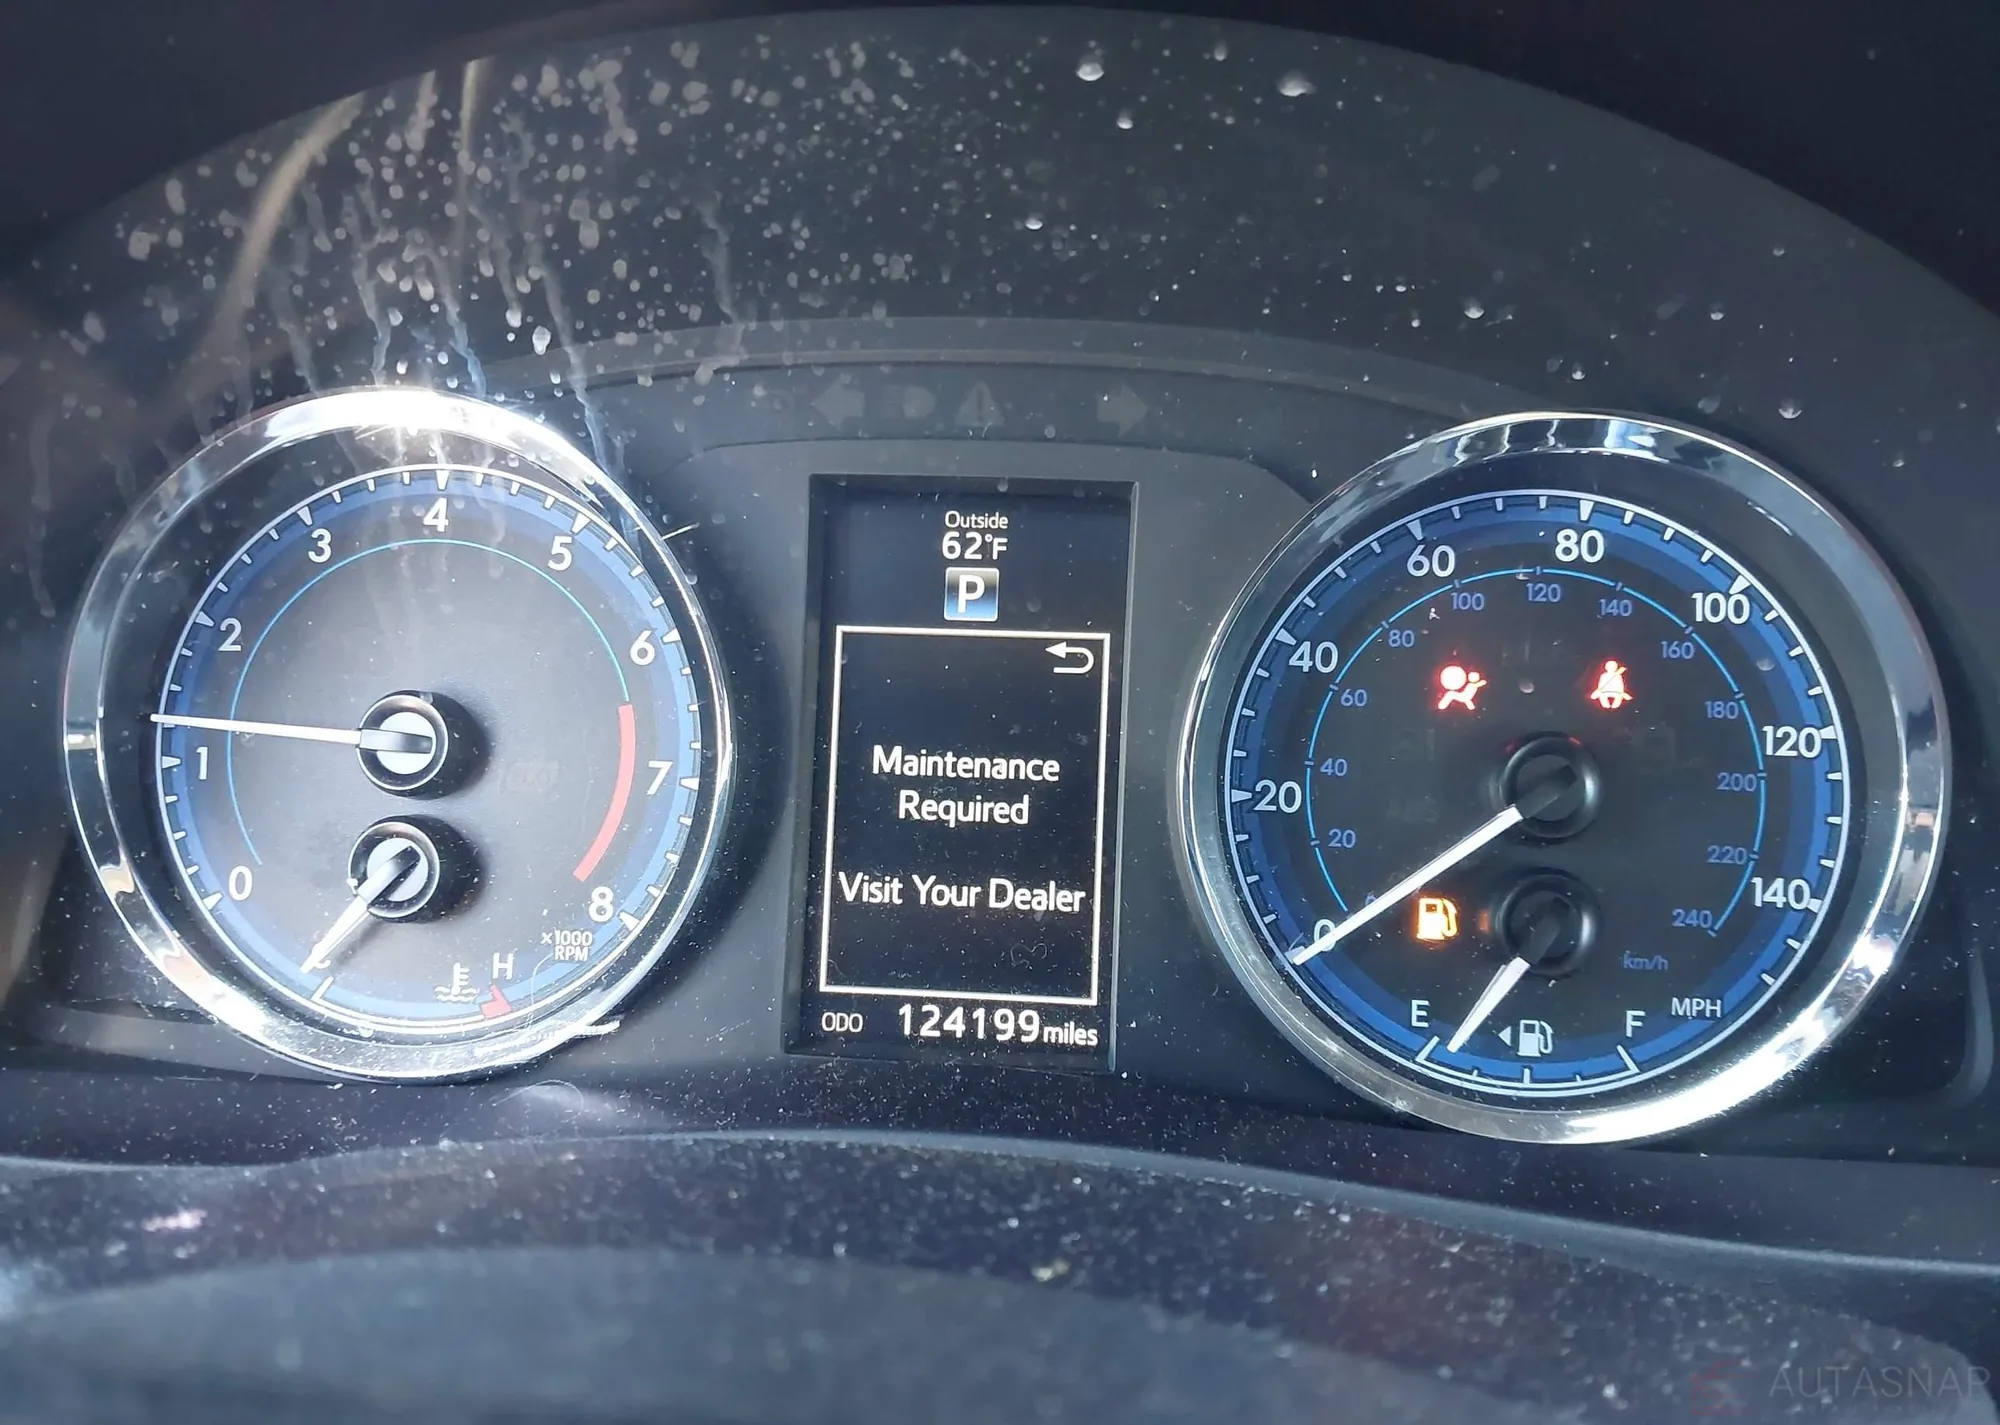 0
1
2
3
4
5
6
7
8
x1000
RPM
C
H
Outside
62°F
P
Maintenance
Required
Visit Your Dealer
ODO 124199 miles
0
20
40
60
80
100
120
140
MPH
20
40
60
80
100
120
140
160
180
200
220
240
km/h
E
F
AUTASNAP